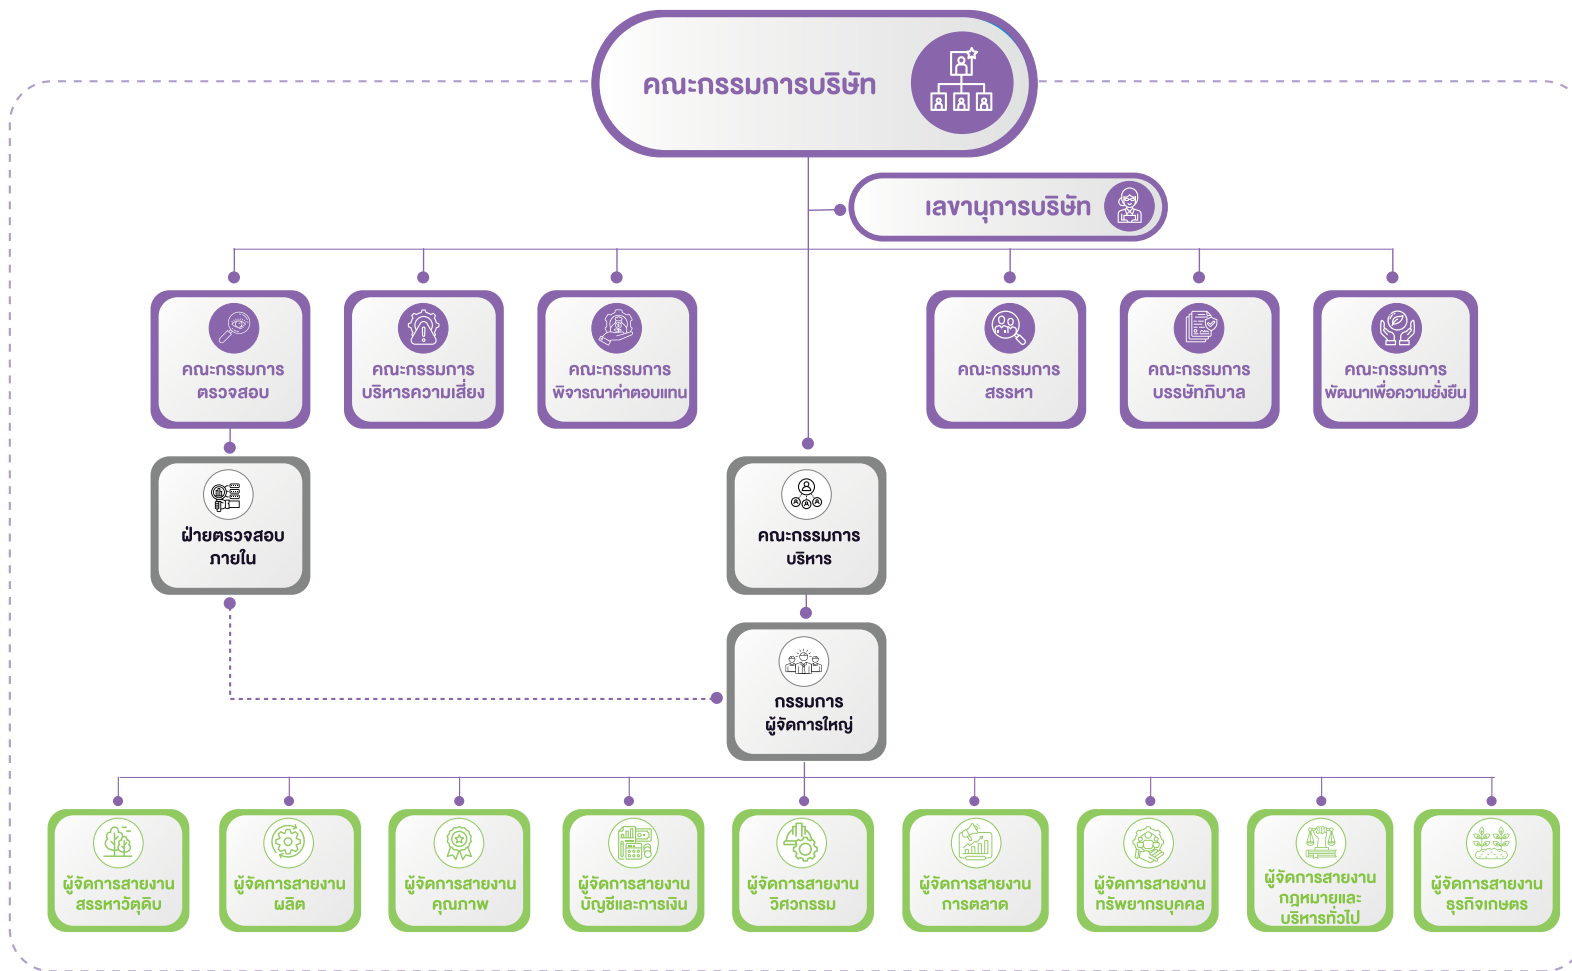 คณะกรรมการบริษัท
เลขานุการบริษัท
คณะกรรมการ
ตรวจสอบ
คณะกรรมการ
บริหารความเสี่ยง
คณะกรรมการ
พิจารณาค่าตอบแทน
คณะกรรมการ
สรรหา
คณะกรรมการ
บรรษัทภิบาล
คณะกรรมการ
พัฒนาเพื่อความยั่งยืน
ฝ่ายตรวจสอบ
ภายใน
คณะกรรมการ
บริหาร
กรรมการ
ผู้จัดการใหญ่
ผู้จัดการสายงาน
สรรหาวัตุดิบ
ผู้จัดการสายงาน
ผลิต
ผู้จัดการสายงาน
คุณภาพ
ผู้จัดการสายงาน
บัญชีและการเงิน
ผู้จัดการสายงาน
วิศวกรรม
ผู้จัดการสายงาน
การตลาด
ผู้จัดการสายงาน
ทรัพยากรบุคคล
ผู้จัดการสายงาน
กฎหมายและ
บริหารทั่วไป
ผู้จัดการสายงาน
ธุรกิจเกษตร